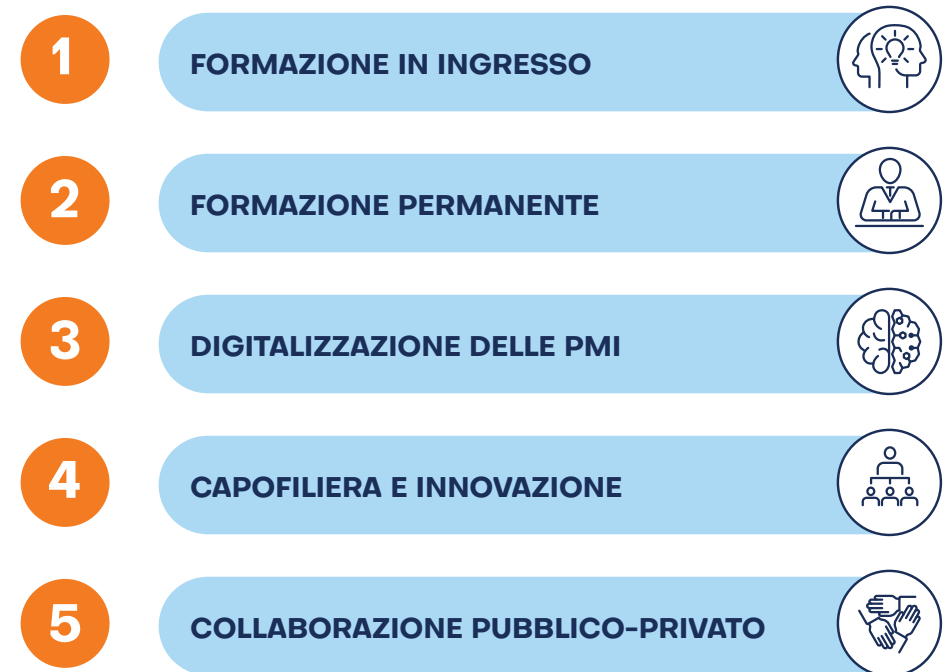 1
FORMAZIONE IN INGRESSO
2
FORMAZIONE PERMANENTE
3
DIGITALIZZAZIONE DELLE PMI
4
CAPOFILIERA E INNOVAZIONE
5
COLLABORAZIONE PUBBLICO-PRIVATO